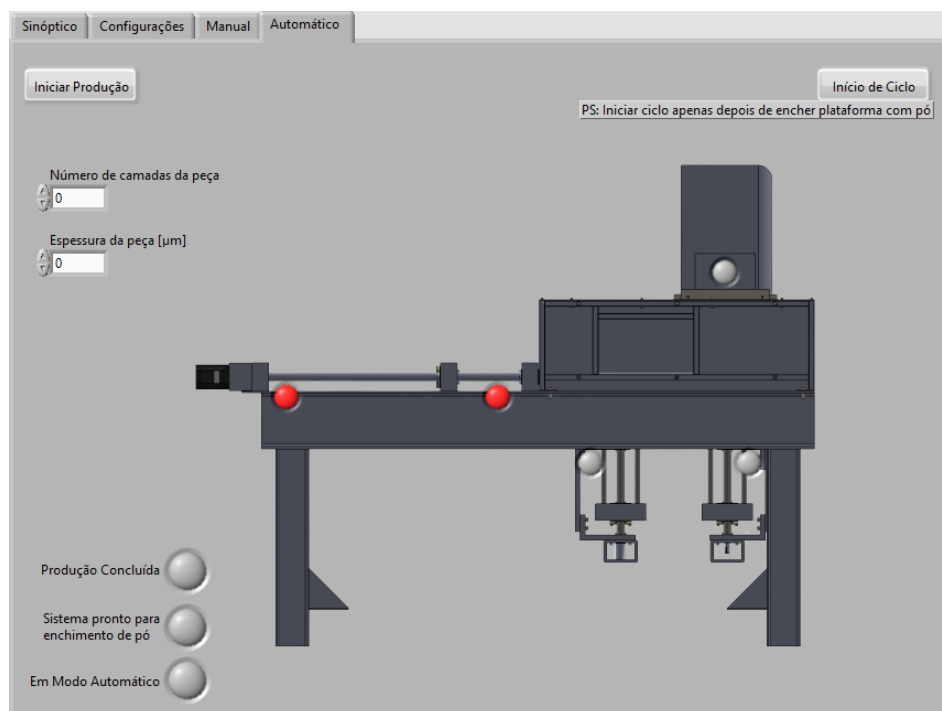 Sinóptico
Configurações
Manual
Automático
Iniciar Produção
Início de Ciclo
PS: Iniciar ciclo apenas depois de encher plataforma com pó
Número de camadas da peça
0
Espessura da peça [µm]
0
Produção Concluída
Sistema pronto para
enchimento de pó
Em Modo Automático